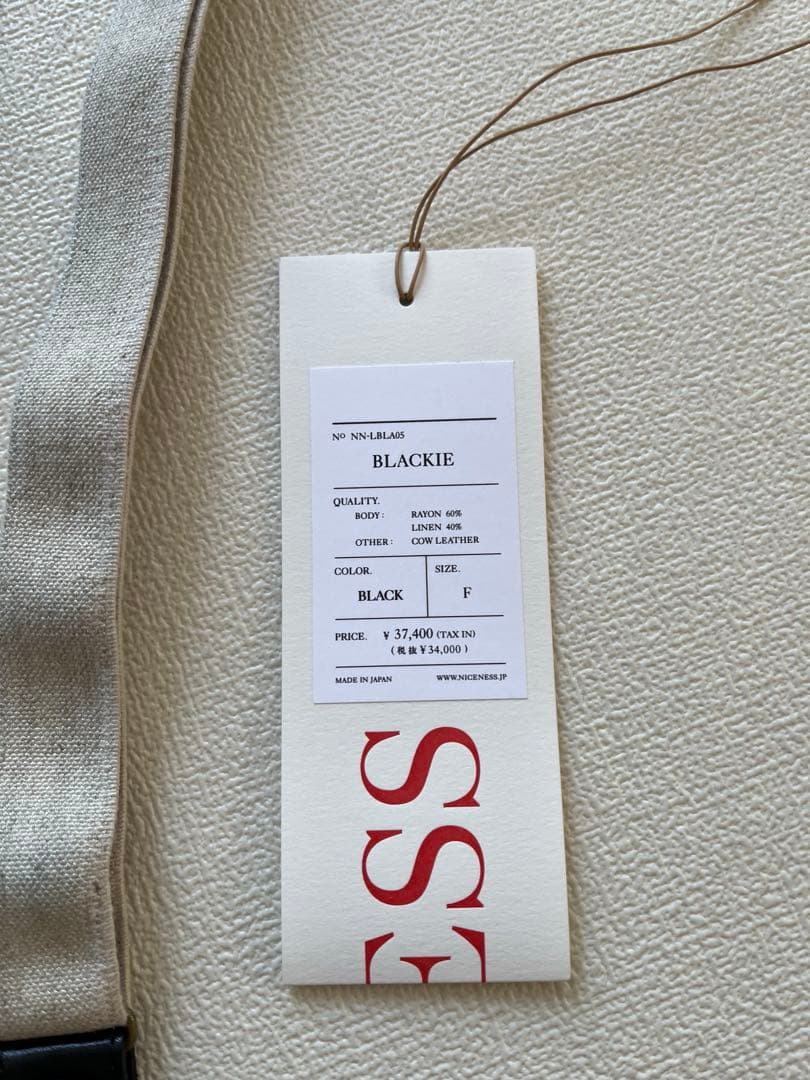 Nº NN-LBLA05
BLACKIE
QUALITY.
BODY: RAYON 60%
LINEN 40%
OTHER: COW LEATHER
COLOR. SIZE.
BLACK F
PRICE. ¥ 37,400 (TAX IN)
(税抜¥34,000)
MADE IN JAPAN WWW.NICENESS.JP
ESS